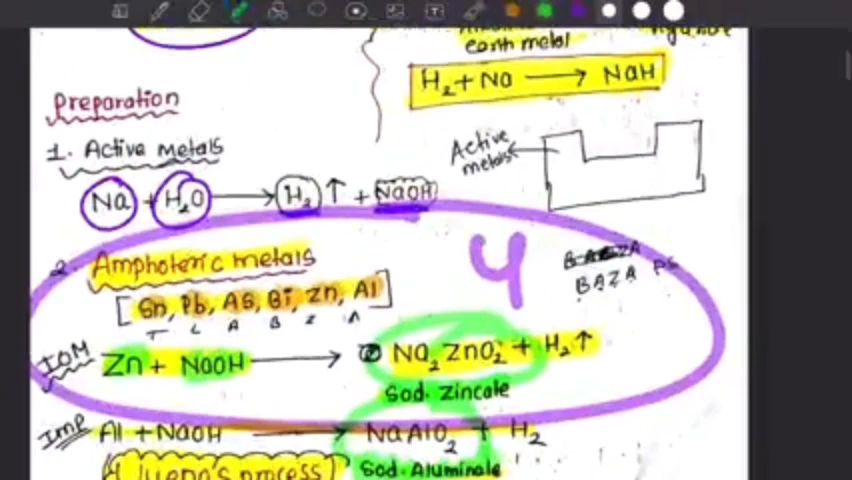 earth metal
H₂ + Na → NaH
Preparation
1. Active metals
Active metals
Na + H₂O → H₂ ↑ + NaOH
2. Amphoteric metals
4
BAZA
[Sn, Pb, AS, Bi, Zn, Al]
T L A B Z A
IOM Zn + NaOH → Na₂ZnO₂ + H₂ ↑
Sod. Zincate
Imp Al + NaOH → NaAlO₂ + H₂
process
Sod. Aluminate